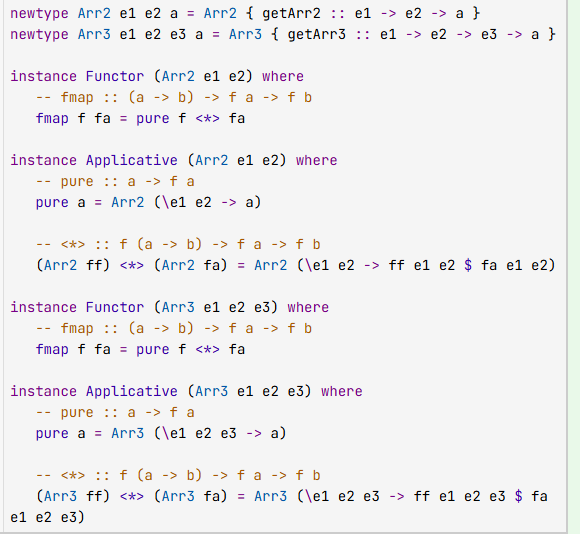 newtype Arr2 e1 e2 a = Arr2 { getArr2 :: e1 -> e2 -> a }
newtype Arr3 e1 e2 e3 a = Arr3 { getArr3 :: e1 -> e2 -> e3 -> a }

instance Functor (Arr2 e1 e2) where
   -- fmap :: (a -> b) -> f a -> f b
   fmap f fa = pure f <*> fa

instance Applicative (Arr2 e1 e2) where
   -- pure :: a -> f a
   pure a = Arr2 (\e1 e2 -> a)

   -- <*> :: f (a -> b) -> f a -> f b
   (Arr2 ff) <*> (Arr2 fa) = Arr2 (\e1 e2 -> ff e1 e2 $ fa e1 e2)

instance Functor (Arr3 e1 e2 e3) where
   -- fmap :: (a -> b) -> f a -> f b
   fmap f fa = pure f <*> fa

instance Applicative (Arr3 e1 e2 e3) where
   -- pure :: a -> f a
   pure a = Arr3 (\e1 e2 e3 -> a)

   -- <*> :: f (a -> b) -> f a -> f b
   (Arr3 ff) <*> (Arr3 fa) = Arr3 (\e1 e2 e3 -> ff e1 e2 e3 $ fa
e1 e2 e3)